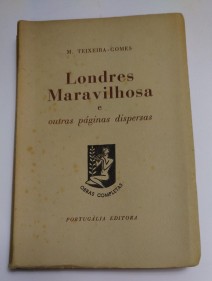 M. TEIXEIRA-GOMES
Londres
Maravilhosa
e
outras páginas dispersas
OBRAS COMPLETAS
PORTUGÁLIA EDITORA